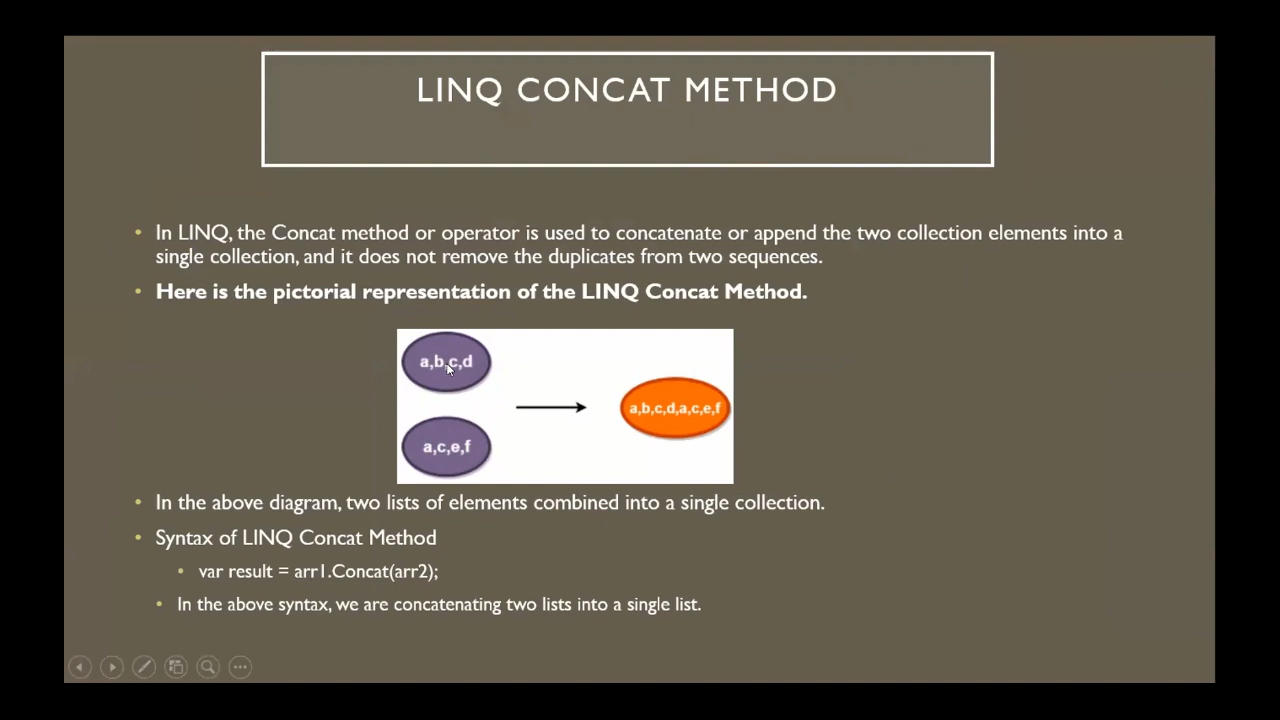 LINQ CONCAT METHOD
• In LINQ, the Concat method or operator is used to concatenate or append the two collection elements into a
single collection, and it does not remove the duplicates from two sequences.
• Here is the pictorial representation of the LINQ Concat Method.
a,b,c,d
a,b,c,d,a,c,e,f
a,c,e,f
• In the above diagram, two lists of elements combined into a single collection.
• Syntax of LINQ Concat Method
• var result = arr1.Concat(arr2);
• In the above syntax, we are concatenating two lists into a single list.